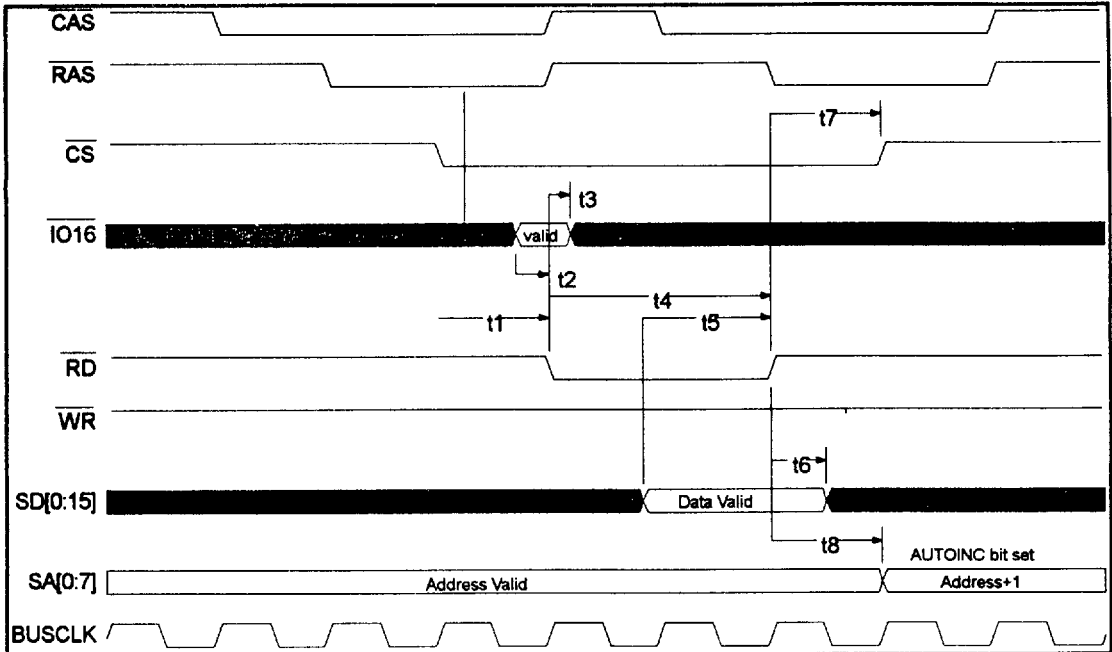 CAS
RAS
t7
CS
t3
IO16
valid
t2
t4
t1
t5
RD
WR
t6
SD[0:15]
Data Valid
t8
AUTOINC bit set
SA[0:7]
Address Valid
Address+1
BUSCLK